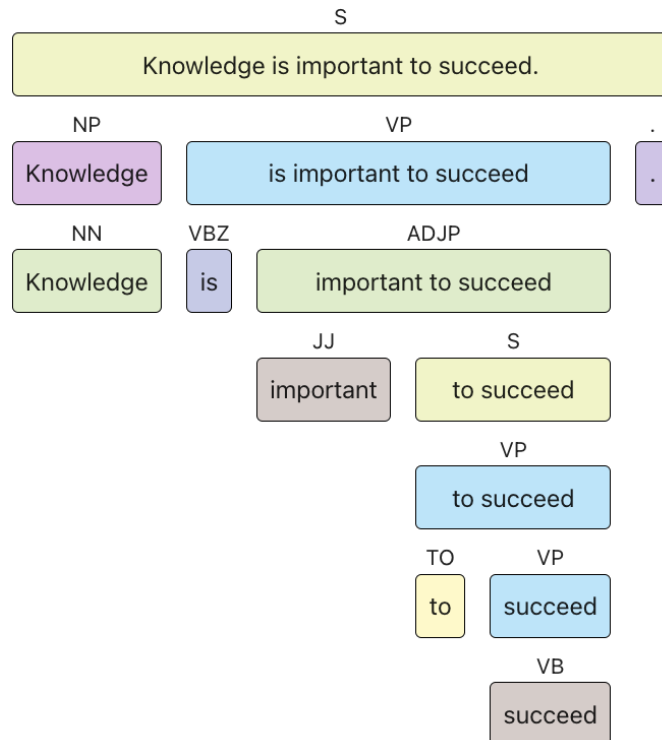 S
Knowledge is important to succeed.
NP VP .
Knowledge is important to succeed .
NN VBZ ADJP
Knowledge is important to succeed
JJ S
important to succeed
VP
to succeed
TO VP
to succeed
VB
succeed